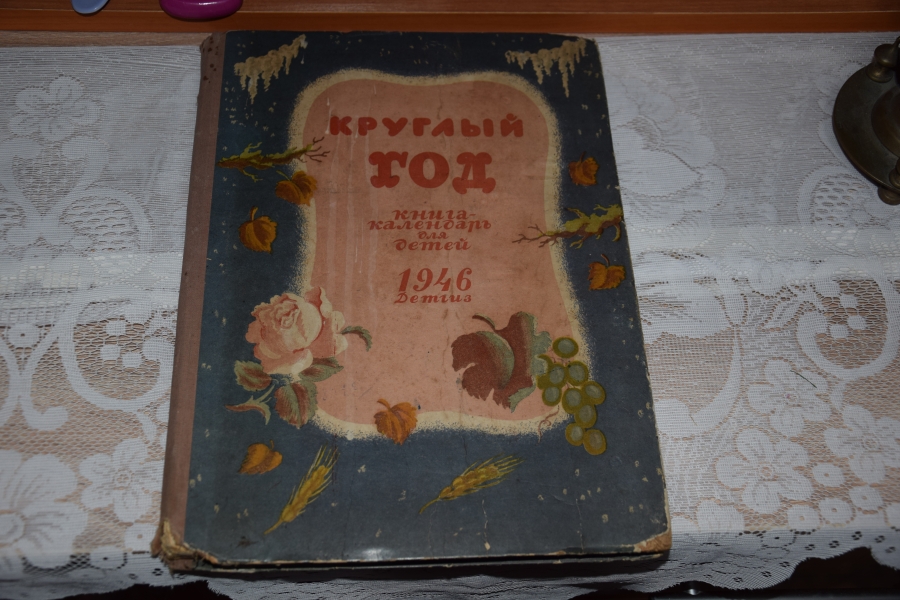 КРУГЛЫЙ
ГОД
книга-
календарь
для
детей
1946
Детгиз